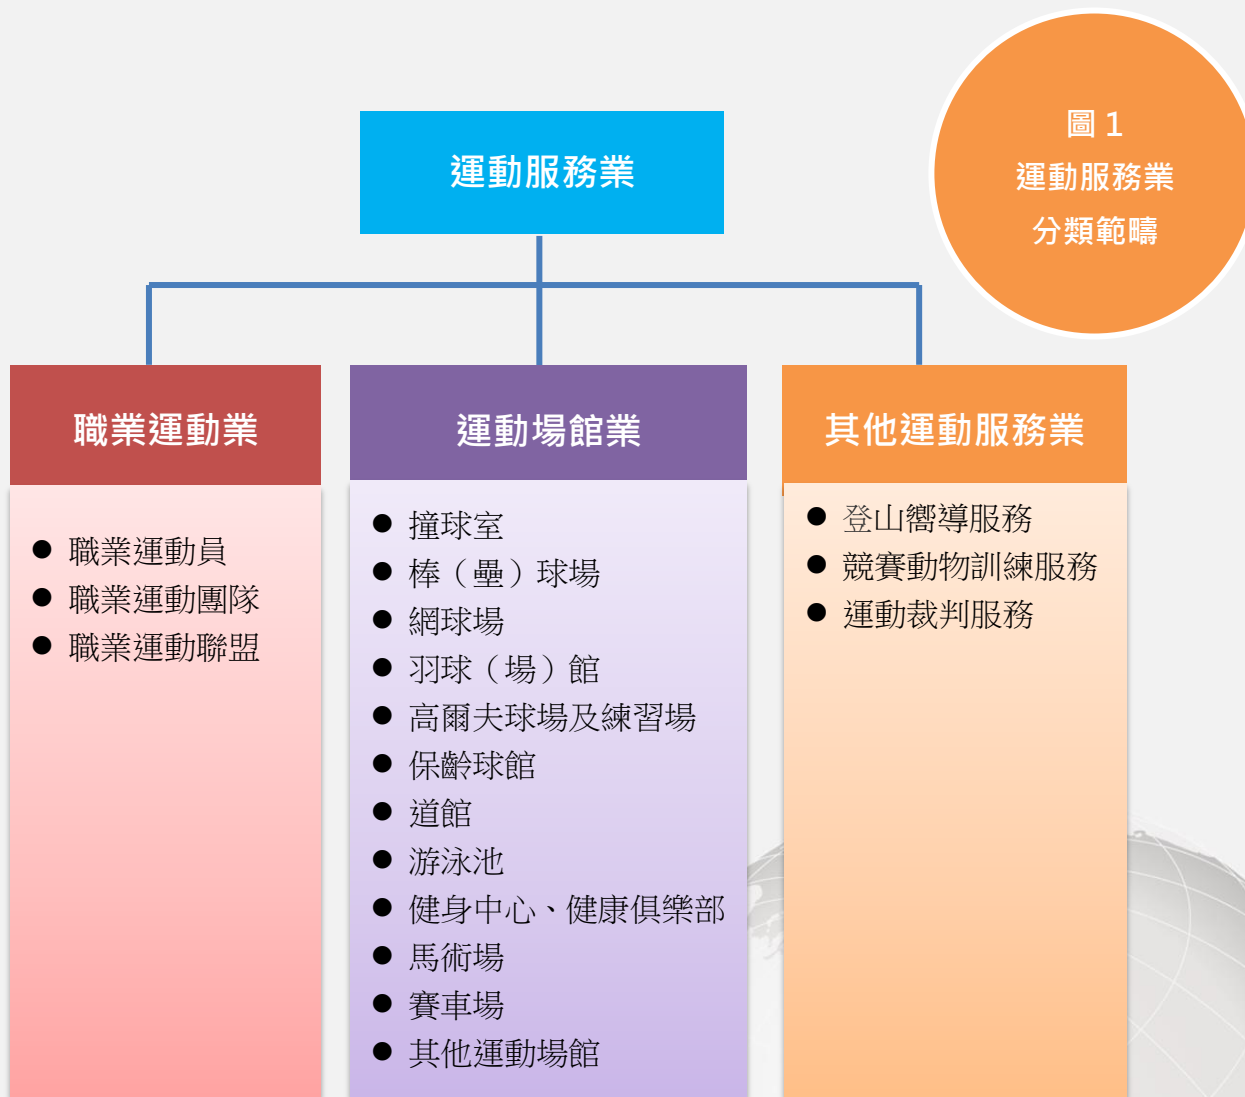 圖 1
運動服務業
分類範疇
運動服務業
職業運動業
● 職業運動員
● 職業運動團隊
● 職業運動聯盟
運動場館業
● 撞球室
● 棒（壘）球場
● 網球場
● 羽球（場）館
● 高爾夫球場及練習場
● 保齡球館
● 道館
● 游泳池
● 健身中心、健康俱樂部
● 馬術場
● 賽車場
● 其他運動場館
其他運動服務業
● 登山嚮導服務
● 競賽動物訓練服務
● 運動裁判服務